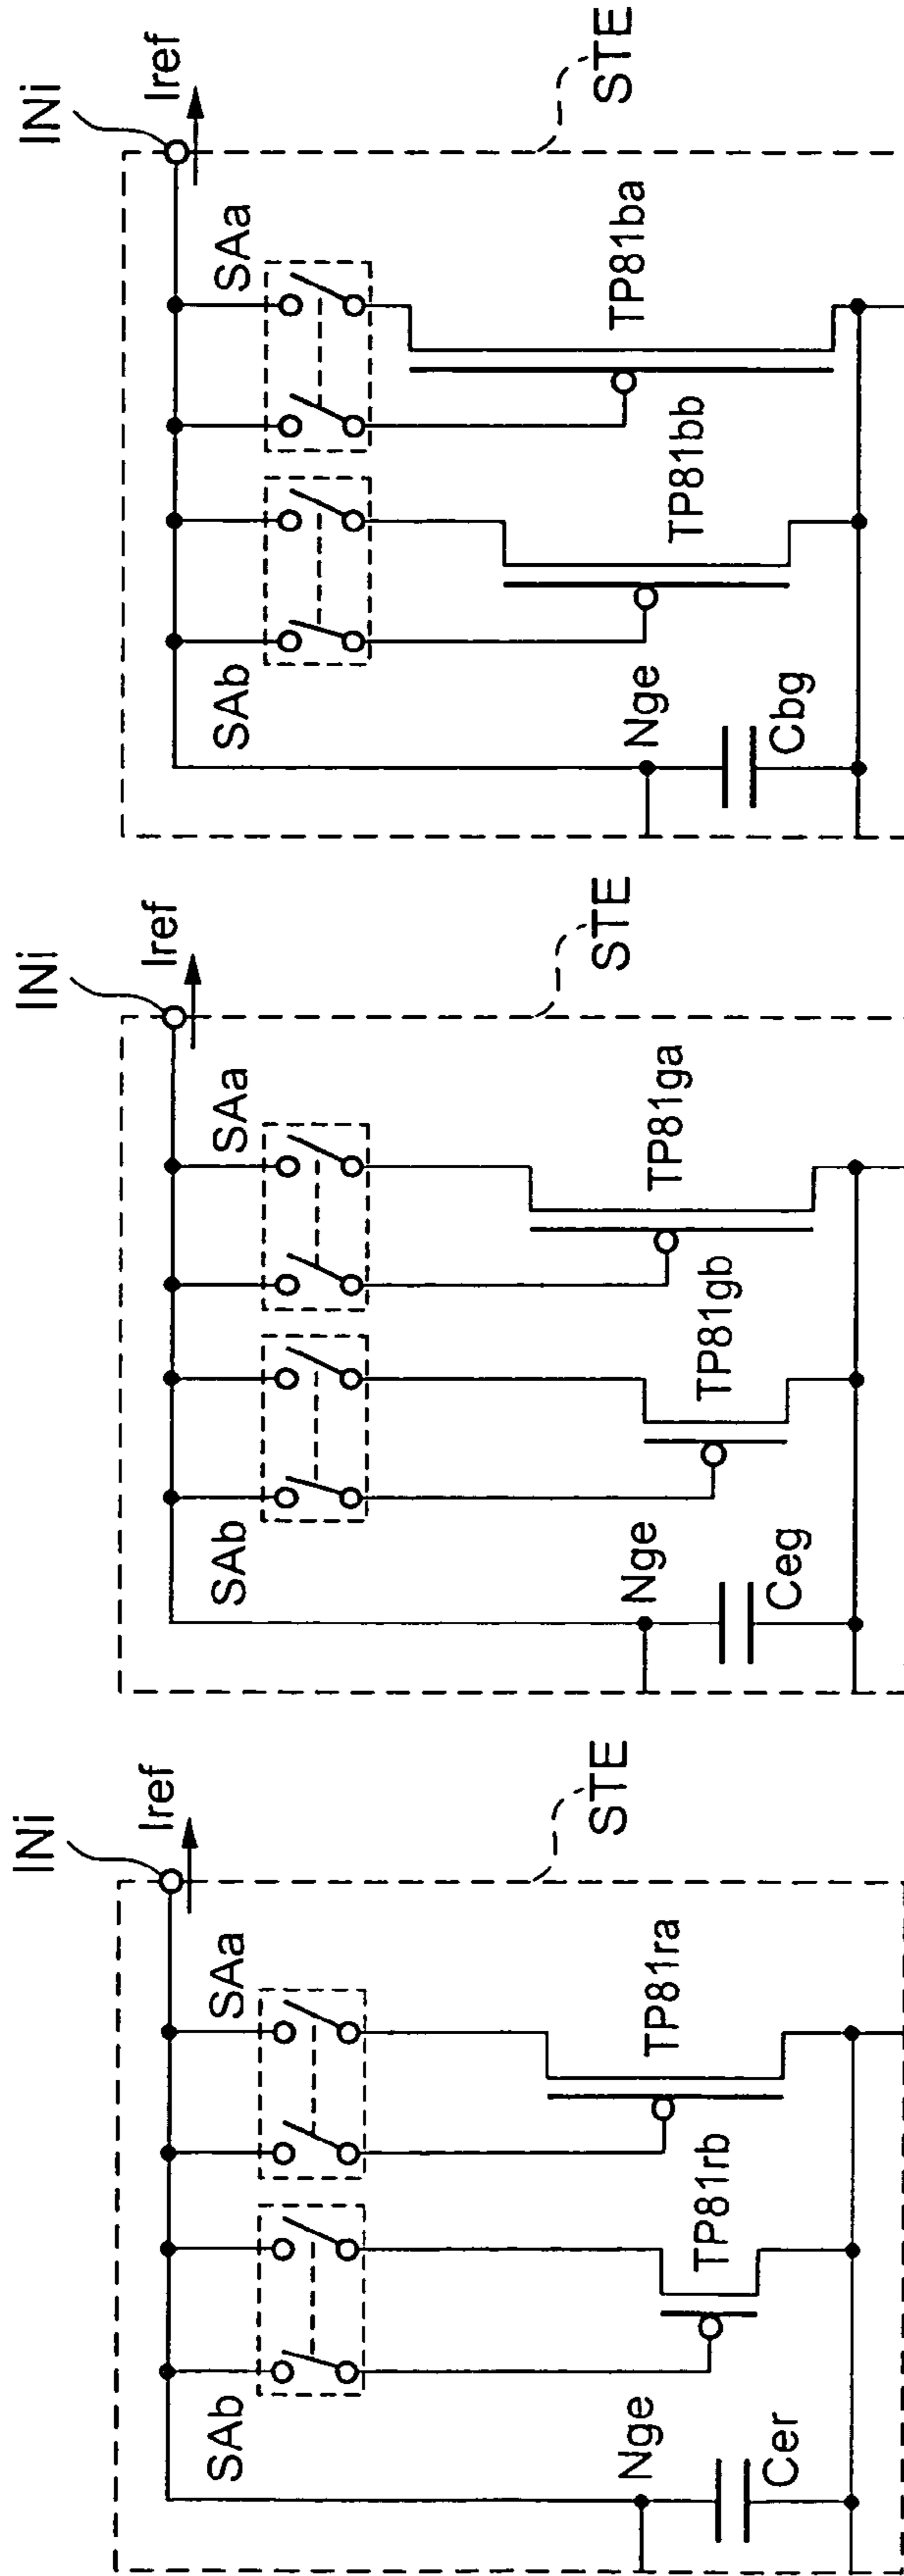 INi
Iref
SAa
SAb
TP81ba
TP81bb
Nge
Cbg
STE
INi
Iref
SAa
SAb
TP81ga
TP81gb
Nge
Ceg
STE
INi
Iref
SAa
SAb
TP81ra
TP81rb
Nge
Cer
STE